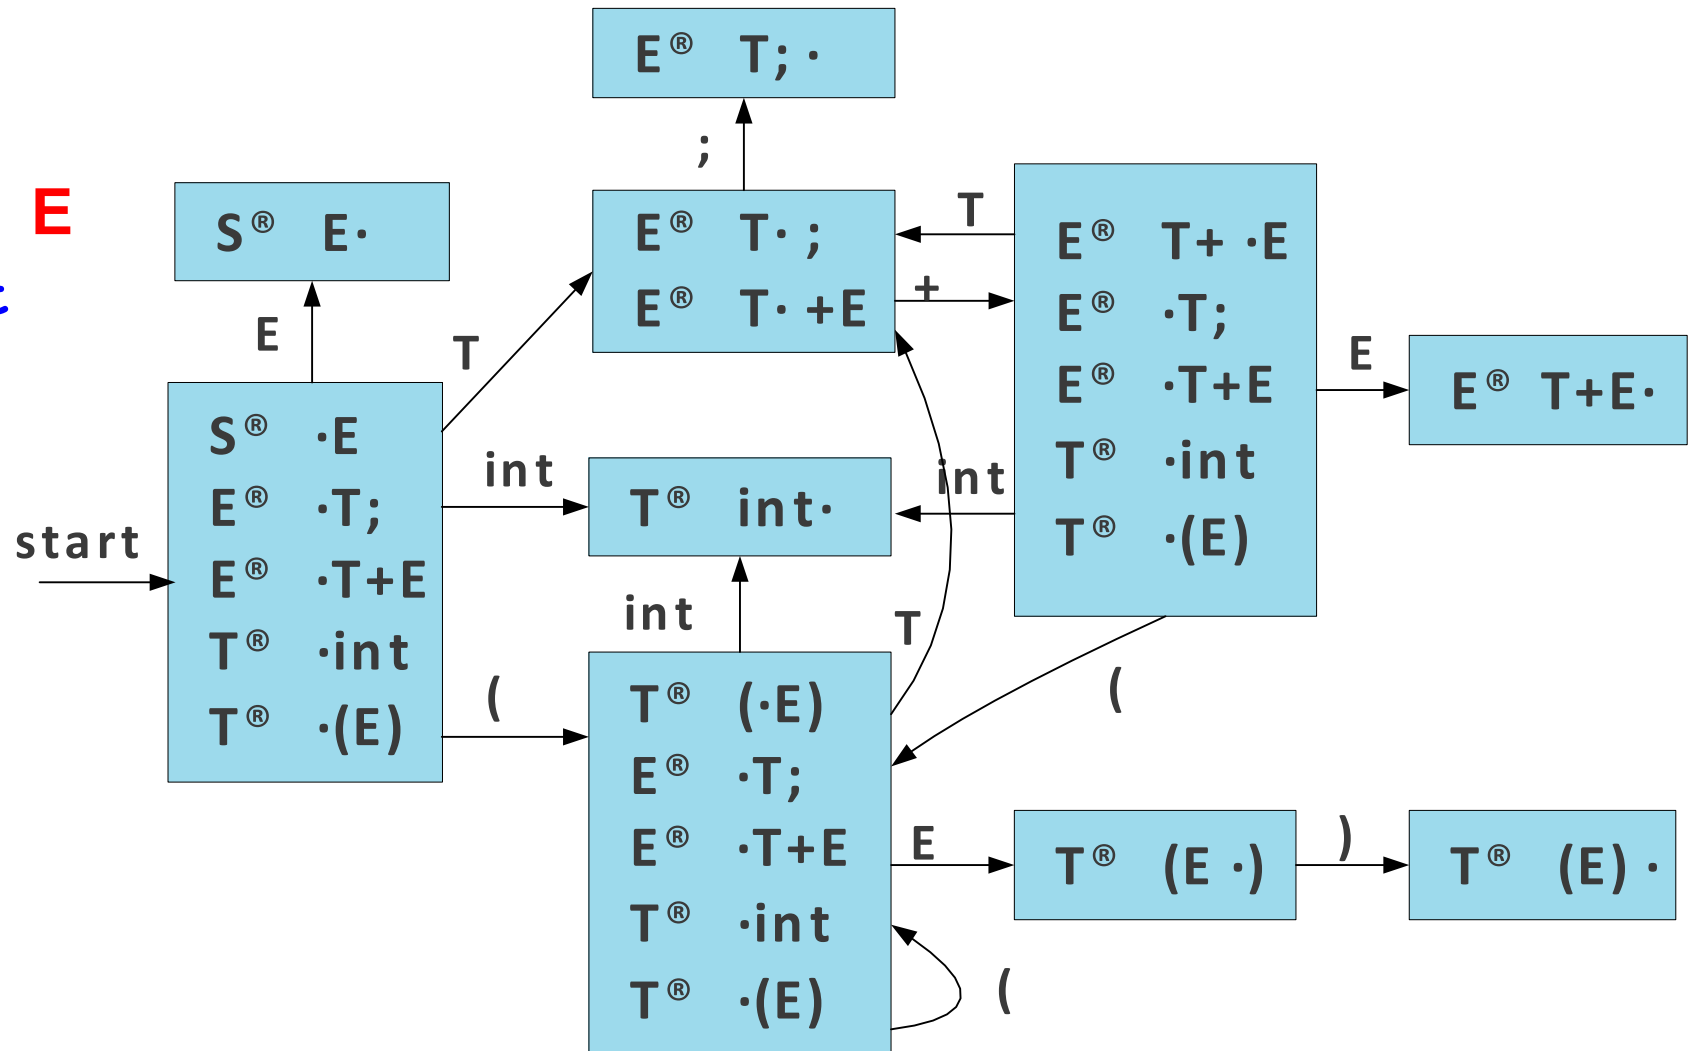 E® T; ·
;
E
S® E·
E® T· ;
E® T· +E
T
+
E® T+ ·E
E® ·T;
E® ·T+E
T® ·int
T® ·(E)
E
E® T+E·
E
T
S® ·E
E® ·T;
E® ·T+E
T® ·int
T® ·(E)
start
int
T® int·
int
int
T
(
(
T® (·E)
E® ·T;
E® ·T+E
T® ·int
T® ·(E)
E
T® (E ·)
)
T® (E) ·
(